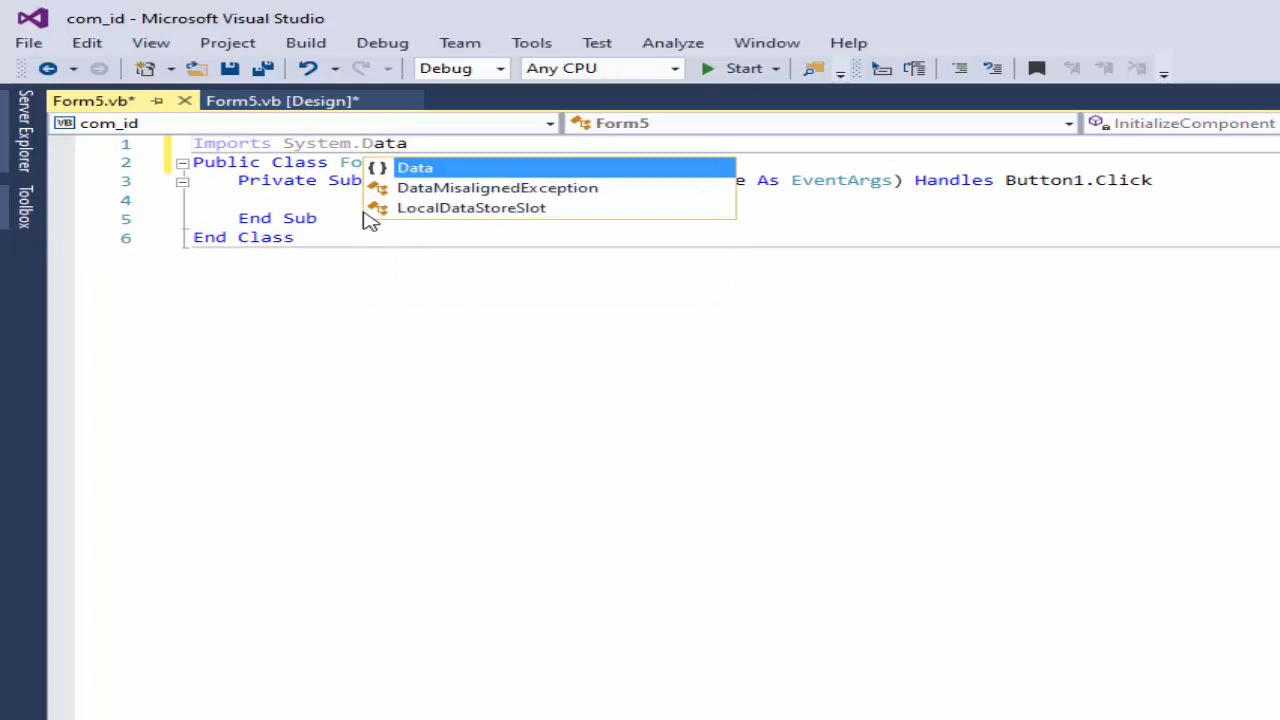 com_id - Microsoft Visual Studio
File Edit View Project Build Debug Team Tools Test Analyze Window Help
Debug Any CPU Start
Form5.vb* Form5.vb [Design]*
VB com_id Form5 InitializeComponent
Server Explorer
Toolbox
1 Imports System.Data
2 Public Class Fo
{ } Data
3 Private Sub e As EventArgs) Handles Button1.Click
DataMisalignedException
4
LocalDataStoreSlot
5 End Sub
6 End Class